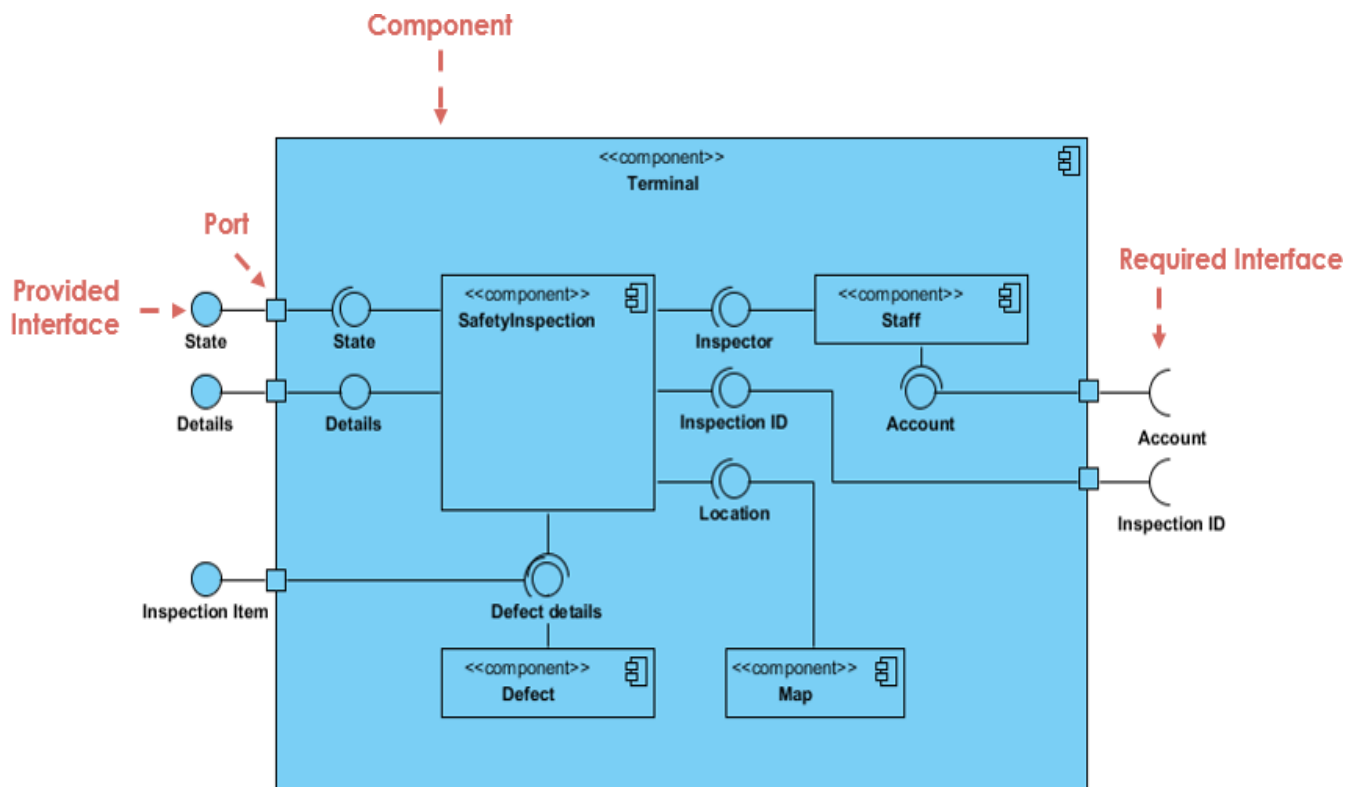 Component
<<component>>
Terminal
Port
Required Interface
Provided
Interface
<<component>>
SafetyInspection
<<component>>
Staff
State
State
Inspector
Details
Details
Inspection ID
Account
Account
Location
Inspection ID
Inspection Item
Defect details
<<component>>
Defect
<<component>>
Map